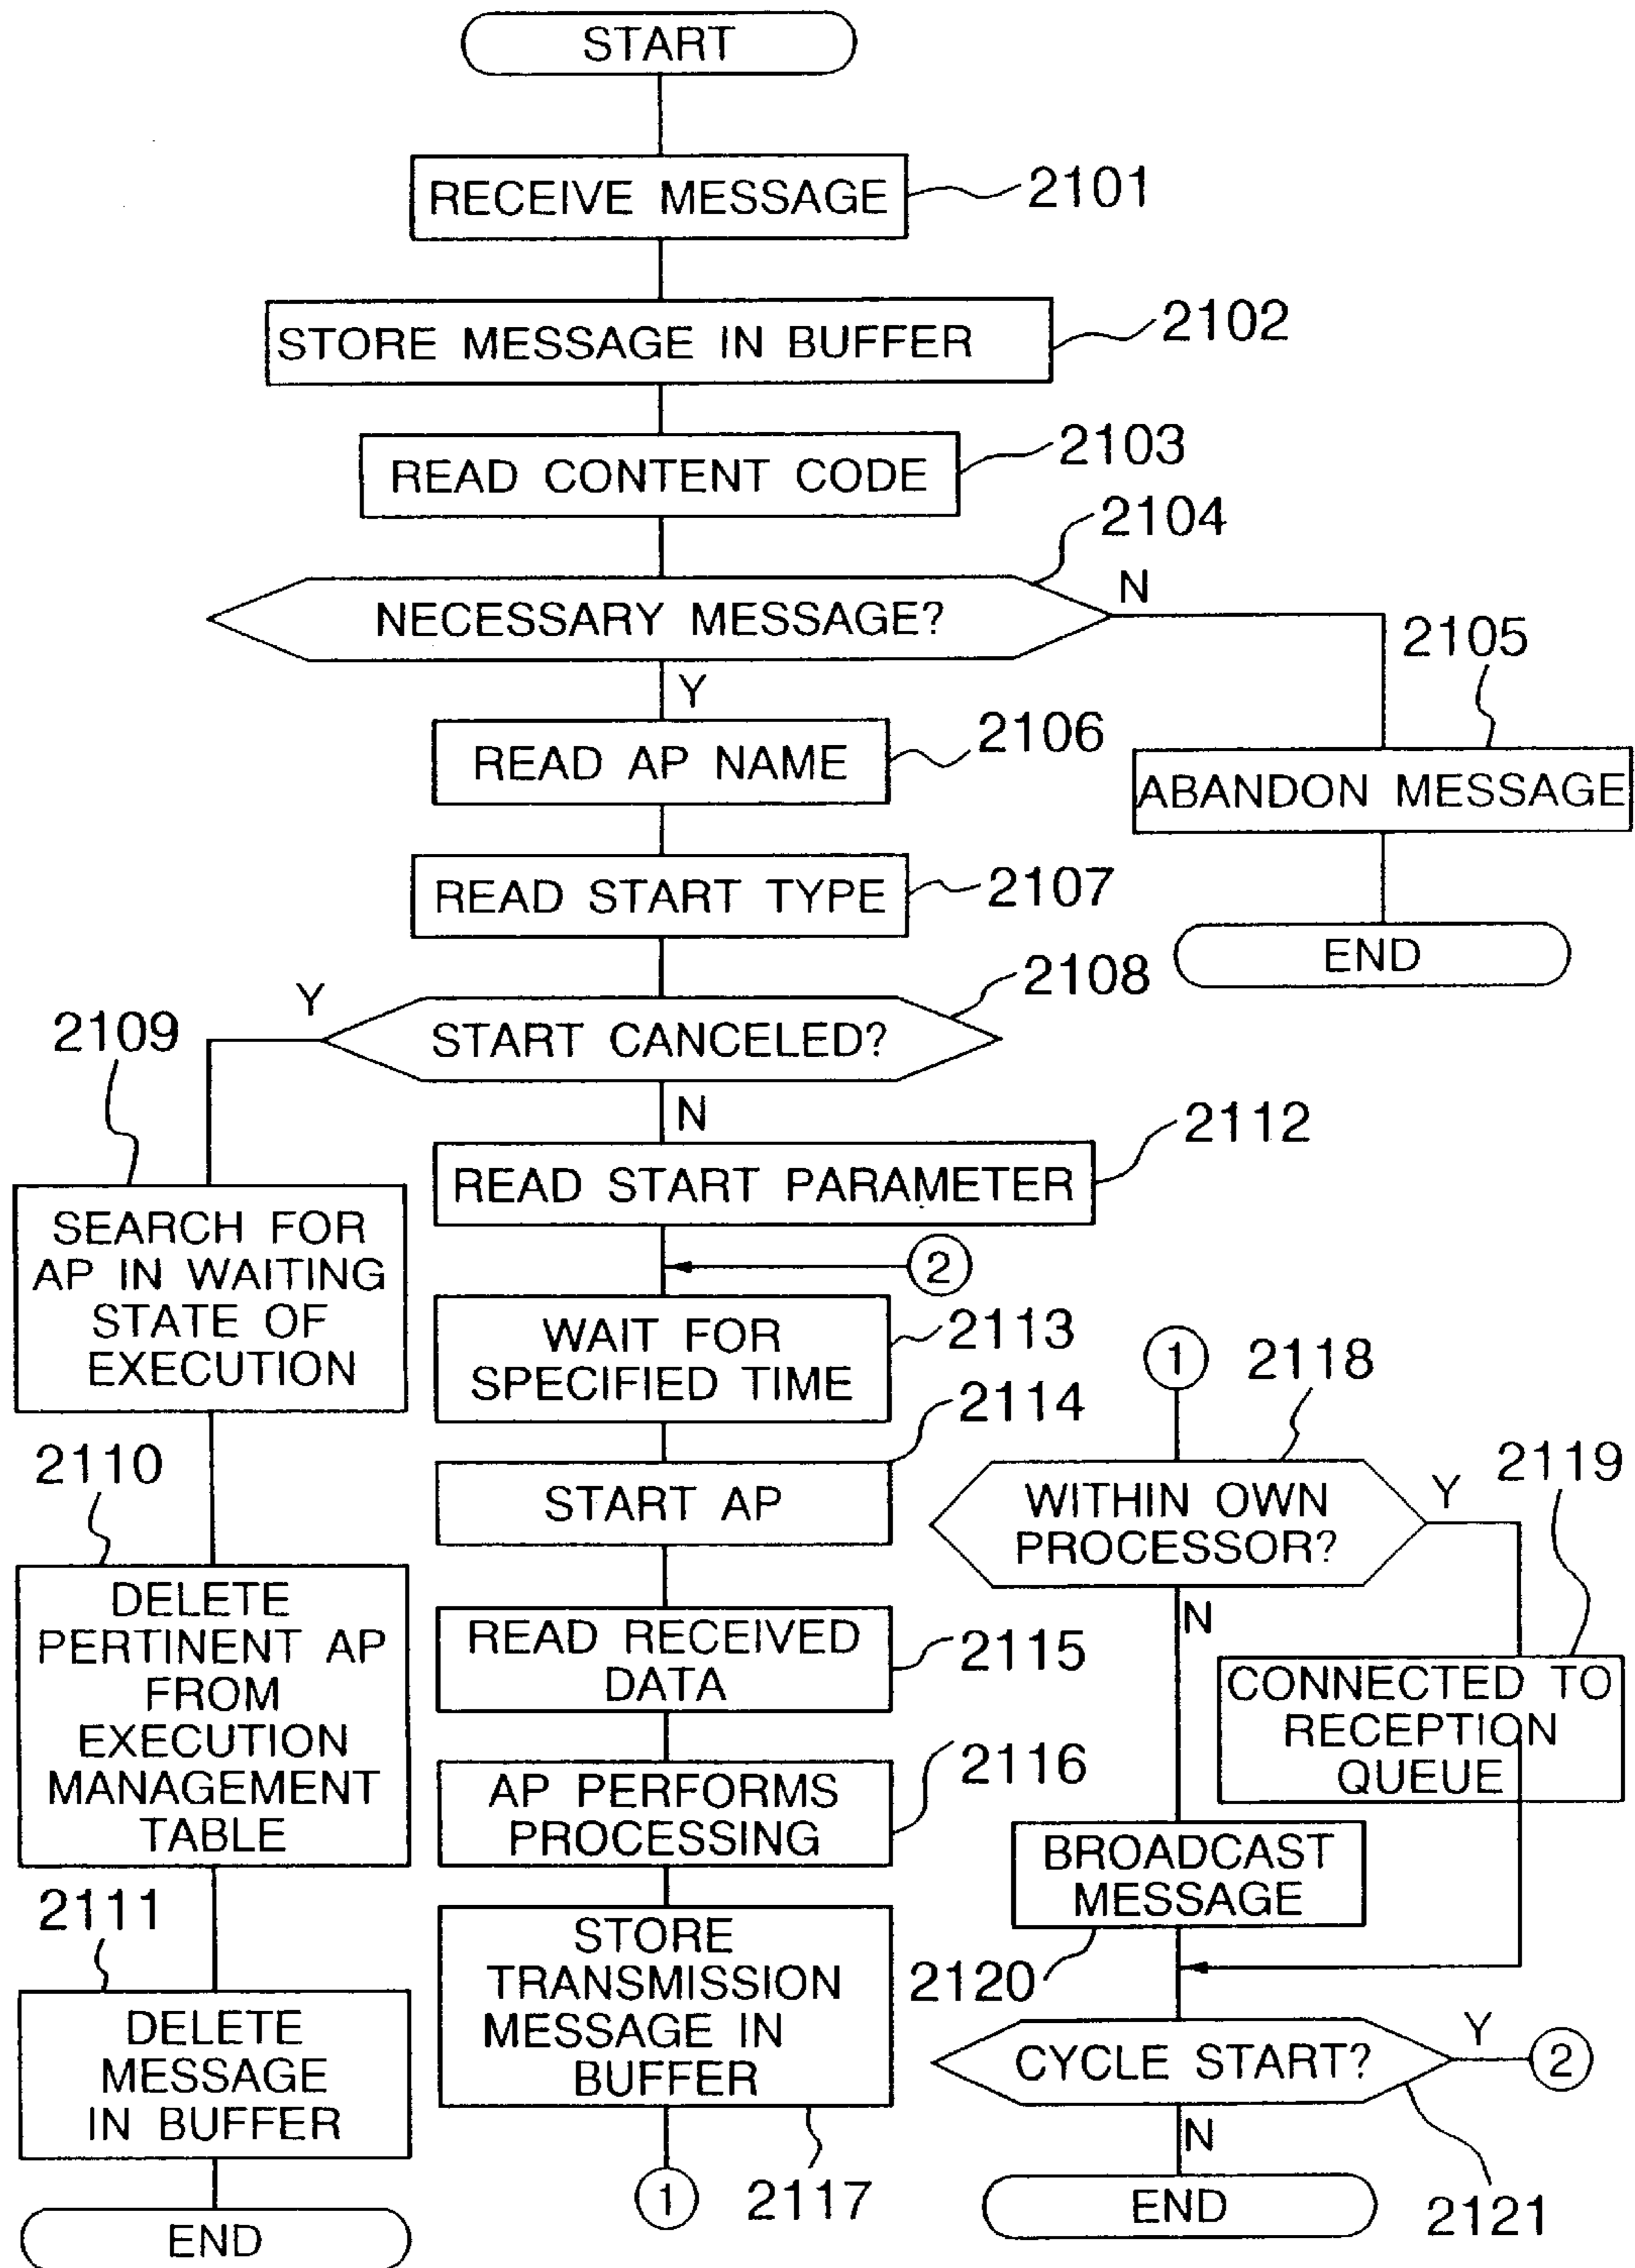 START
RECEIVE MESSAGE
2101
STORE MESSAGE IN BUFFER
2102
READ CONTENT CODE
2103
2104
NECESSARY MESSAGE?
N
Y
2105
ABANDON MESSAGE
END
READ AP NAME
2106
READ START TYPE
2107
2108
START CANCELED?
Y
N
2109
SEARCH FOR
AP IN WAITING
STATE OF
EXECUTION
2110
DELETE
PERTINENT AP
FROM
EXECUTION
MANAGEMENT
TABLE
2111
DELETE
MESSAGE
IN BUFFER
END
READ START PARAMETER
2112
2
WAIT FOR
SPECIFIED TIME
2113
2114
START AP
READ RECEIVED
DATA
2115
AP PERFORMS
PROCESSING
2116
STORE
TRANSMISSION
MESSAGE IN
BUFFER
2117
1
1
2118
WITHIN OWN
PROCESSOR?
Y
N
2119
CONNECTED TO
RECEPTION
QUEUE
BROADCAST
MESSAGE
2120
CYCLE START?
Y
2
N
2121
END